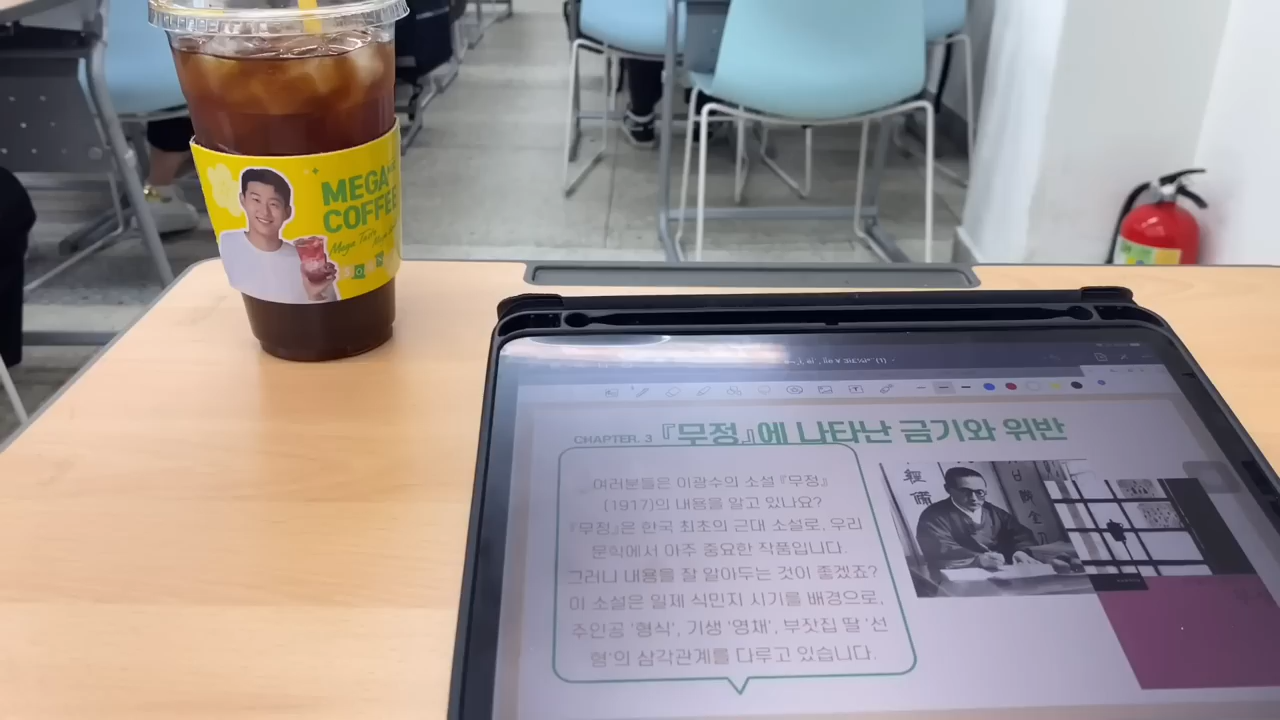 MEGA
COFFEE
CHAPTER. 3 『무정』에 나타난 금기와 위반
여러분들은 이광수의 소설 『무정』
(1917)의 내용을 알고 있나요?
『무정』은 한국 최초의 근대 소설로, 우리
문학에서 아주 중요한 작품입니다.
그러니 내용을 잘 알아두는 것이 좋겠죠?
이 소설은 일제 식민지 시기를 배경으로,
주인공 '형식', 기생 '영채', 부잣집 딸 '선
형'의 삼각관계를 다루고 있습니다.